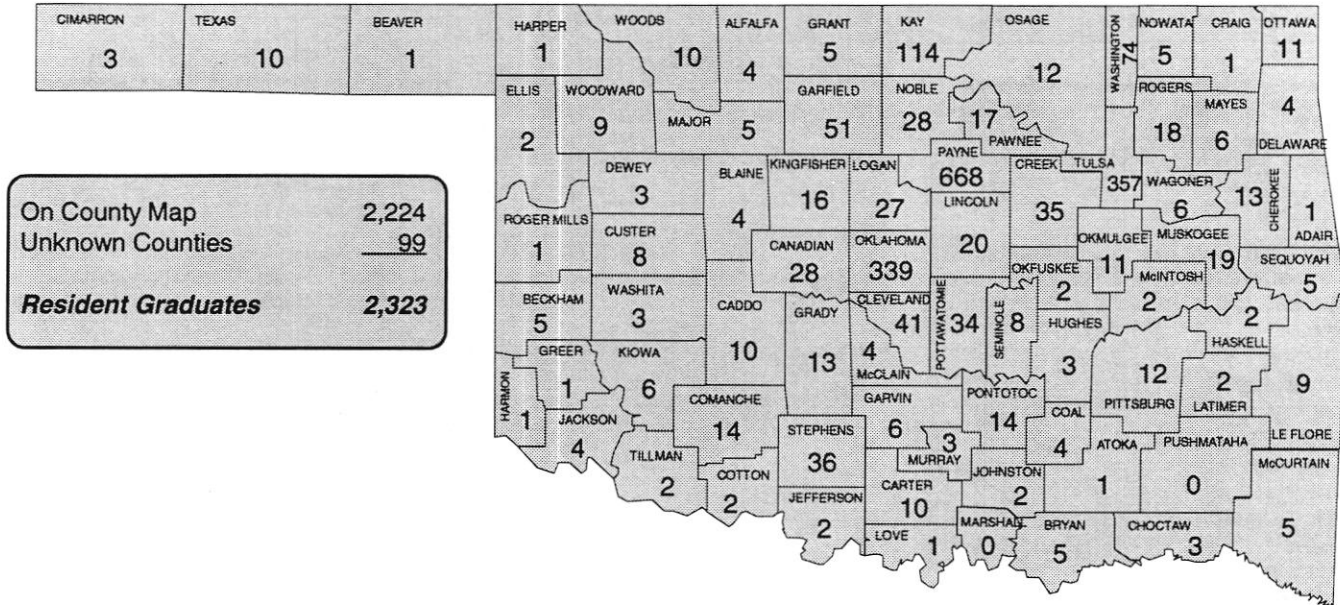 CIMARRON
3
TEXAS
10
BEAVER
1
HARPER
1
WOODS
10
ALFALFA
4
GRANT
5
KAY
114
OSAGE
12
WASHINGTON
74
NOWATA
5
CRAIG
1
OTTAWA
11
ELLIS
2
WOODWARD
9
MAJOR
5
GARFIELD
51
NOBLE
28
17
PAWNEE
ROGERS
18
MAYES
6
4
DELAWARE
DEWEY
3
BLAINE
4
KINGFISHER
16
LOGAN
27
PAYNE
668
LINCOLN
20
CREEK
35
TULSA
357
WAGONER
6
13
CHEROKEE
1
ADAIR
On County Map 2,224
Unknown Counties 99
Resident Graduates 2,323
ROGER MILLS
1
CUSTER
8
CANADIAN
28
OKLAHOMA
339
OKMULGEE
11
MUSKOGEE
19
SEQUOYAH
5
BECKHAM
5
WASHITA
3
CADDO
10
GRADY
13
CLEVELAND
41
4
McCLAIN
POTTAWATOMIE
34
SEMINOLE
8
OKFUSKEE
2
McINTOSH
2
HUGHES
3
2
HASKELL
HARMON
1
GREER
1
KIOWA
6
COMANCHE
14
GARVIN
6
PONTOTOC
14
12
PITTSBURG
2
LATIMER
9
LE FLORE
JACKSON
4
TILLMAN
2
COTTON
2
STEPHENS
36
3
MURRAY
COAL
4
ATOKA
1
PUSHMATAHA
0
McCURTAIN
5
JEFFERSON
2
CARTER
10
JOHNSTON
2
LOVE
1
MARSHALL
0
BRYAN
5
CHOCTAW
3